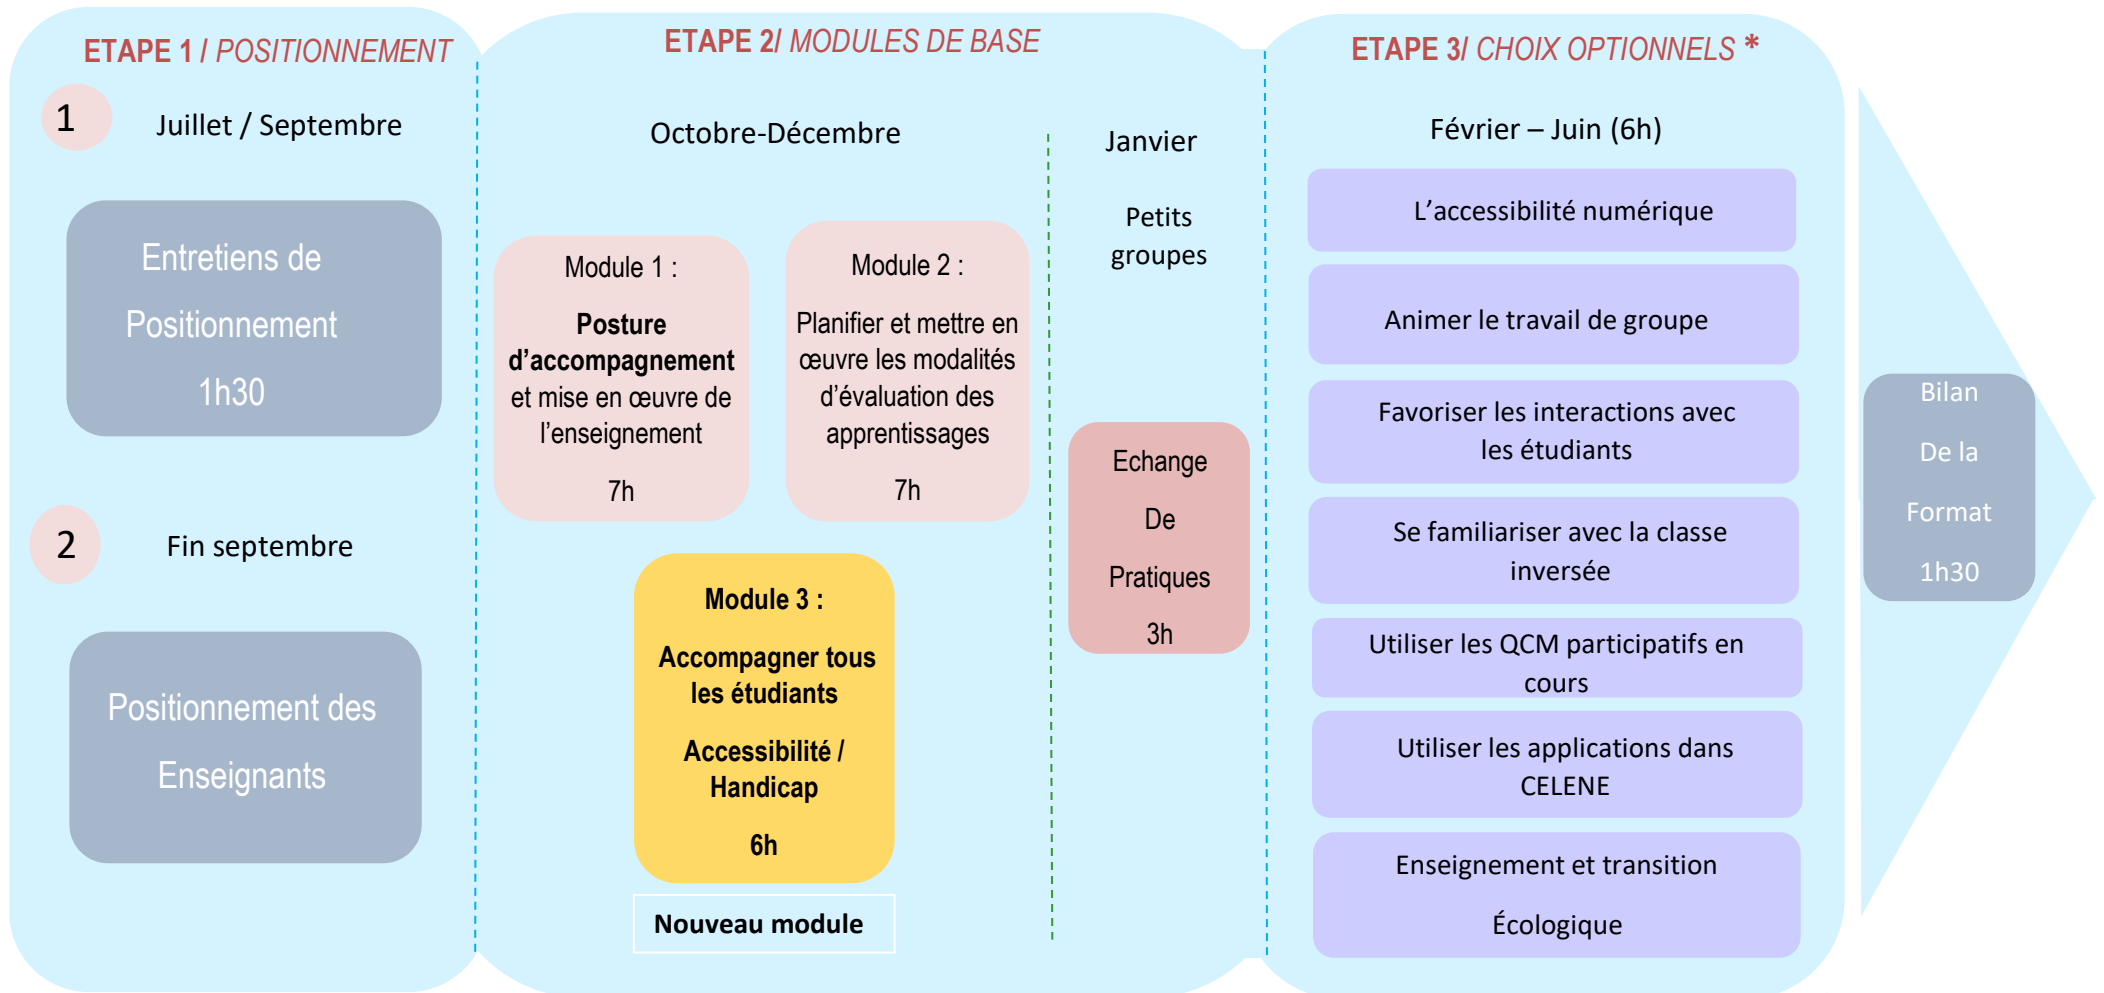 ETAPE 1 / POSITIONNEMENT
1
Juillet / Septembre
Entretiens de
Positionnement
1h30
2
Fin septembre
Positionnement des
Enseignants
ETAPE 2/ MODULES DE BASE
Octobre-Décembre
Module 1 :
Posture
d’accompagnement
et mise en œuvre de
l’enseignement
7h
Module 2 :
Planifier et mettre en
œuvre les modalités
d’évaluation des
apprentissages
7h
Module 3 :
Accompagner tous
les étudiants
Accessibilité /
Handicap
6h
Nouveau module
Janvier
Petits
groupes
Echange
De
Pratiques
3h
ETAPE 3/ CHOIX OPTIONNELS *
Février – Juin (6h)
L’accessibilité numérique
Animer le travail de groupe
Favoriser les interactions avec
les étudiants
Se familiariser avec la classe
inversée
Utiliser les QCM participatifs en
cours
Utiliser les applications dans
CELENE
Enseignement et transition
Écologique
Bilan
De la
Format
1h30